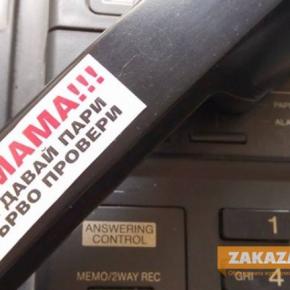 МАМА!!!
ДАВАЙ ПАРИ
ПРОВЕРИ
ANSWERING
CONTROL
MEMO/2WAY REC
1
GHI 4
ZAKAZA